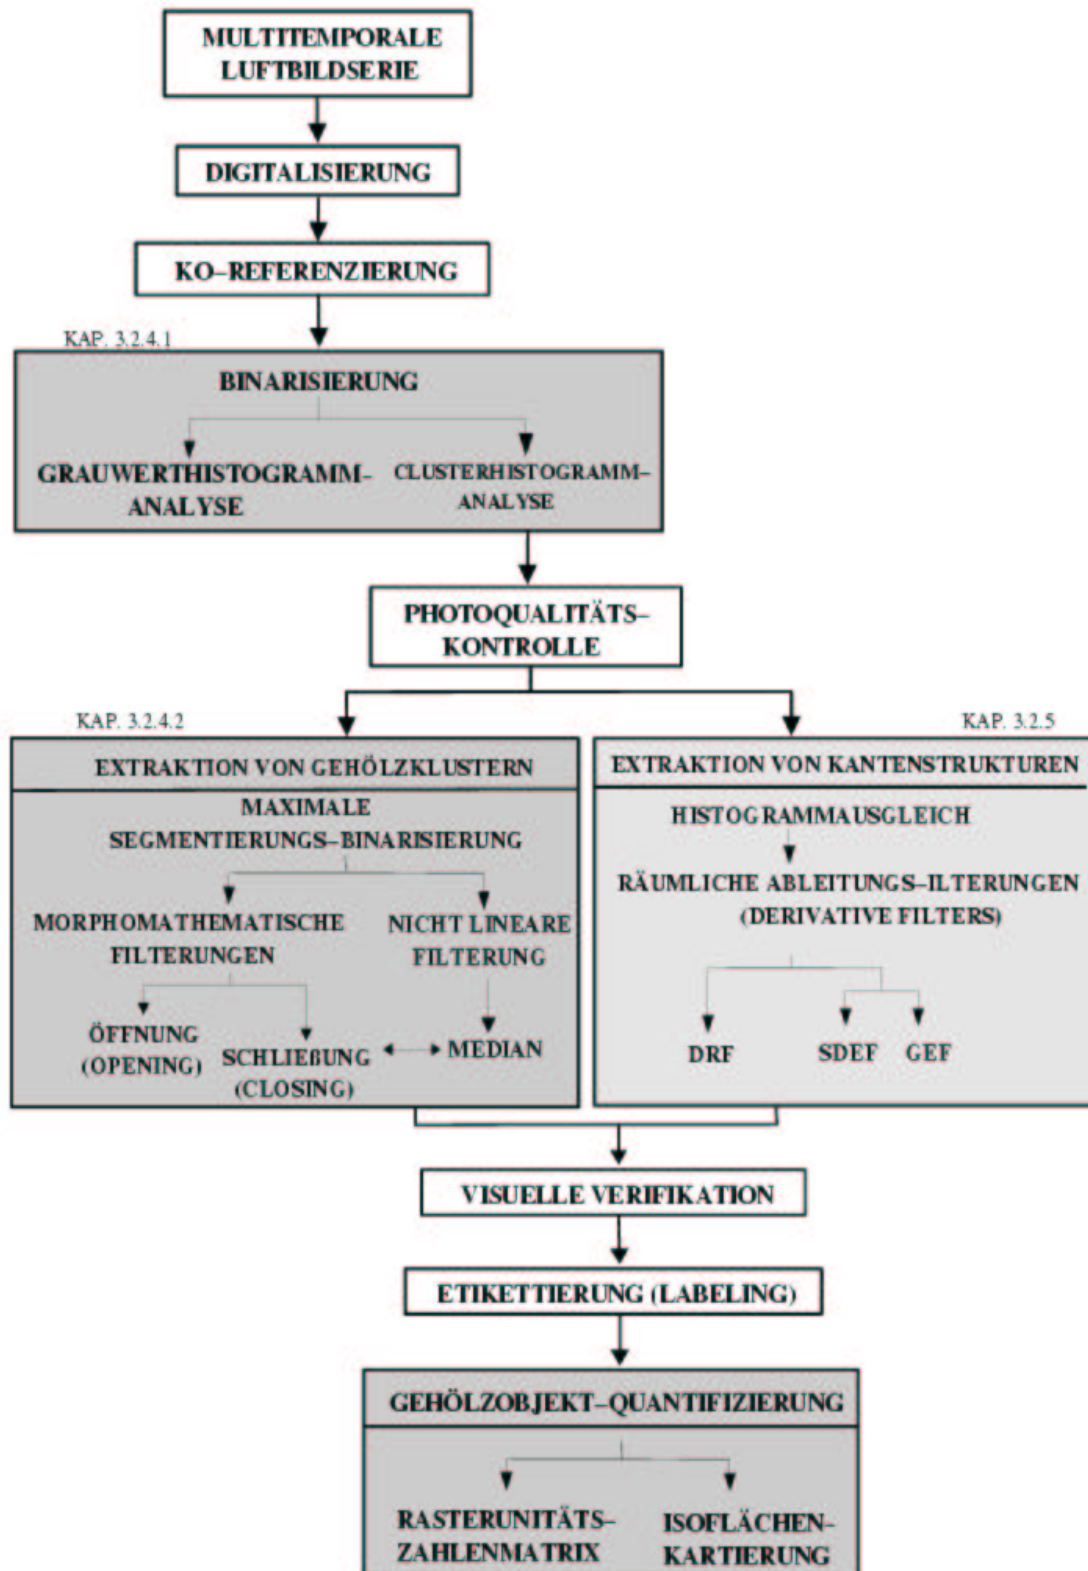 MULTITEMPORALE
LUFTBILDSERIE
DIGITALISIERUNG
KO–REFERENZIERUNG
KAP. 3.2.4.1
BINARISIERUNG
GRAUWERTHISTOGRAMM–
ANALYSE
CLUSTERHISTOGRAMM–
ANALYSE
PHOTOQUALITÄTS–
KONTROLLE
KAP. 3.2.4.2
EXTRAKTION VON GEHÖLZKLUSTERN
MAXIMALE
SEGMENTIERUNGS–BINARISIERUNG
MORPHOMATHEMATISCHE
FILTERUNGEN
NICHT LINEARE
FILTERUNG
ÖFFNUNG
(OPENING)
SCHLIEßUNG
(CLOSING)
MEDIAN
KAP. 3.2.5
EXTRAKTION VON KANTENSTRUKTUREN
HISTOGRAMMAUSGLEICH
RÄUMLICHE ABLEITUNGS–ILTERUNGEN
(DERIVATIVE FILTERS)
DRF
SDEF
GEF
VISUELLE VERIFIKATION
ETIKETTIERUNG (LABELING)
GEHÖLZOBJEKT–QUANTIFIZIERUNG
RASTERUNITÄTS–
ZAHLENMATRIX
ISOFLÄCHEN–
KARTIERUNG